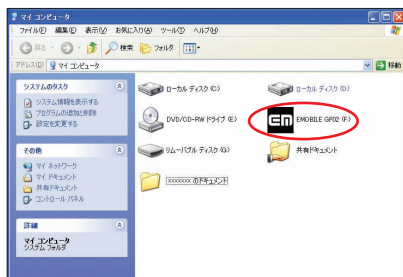 マイ コンピュータ
ファイル(F) 編集(E) 表示(V) お気に入り(A) ツール(T) ヘルプ(H)
戻る 検索 フォルダ
アドレス(D) マイ コンピュータ 移動
システムのタスク
システム情報を表示する
プログラムの追加と削除
設定を変更する
その他
マイ ネットワーク
マイ ドキュメント
共有ドキュメント
コントロール パネル
詳細
マイ コンピュータ
システム フォルダ
ローカル ディスク (C:)
ローカル ディスク (D:)
DVD/CD-RW ドライブ (E:)
EM
EMOBILE GP02 (F:)
リムーバブル ディスク (G:)
共有ドキュメント
xxxxxxx のドキュメント